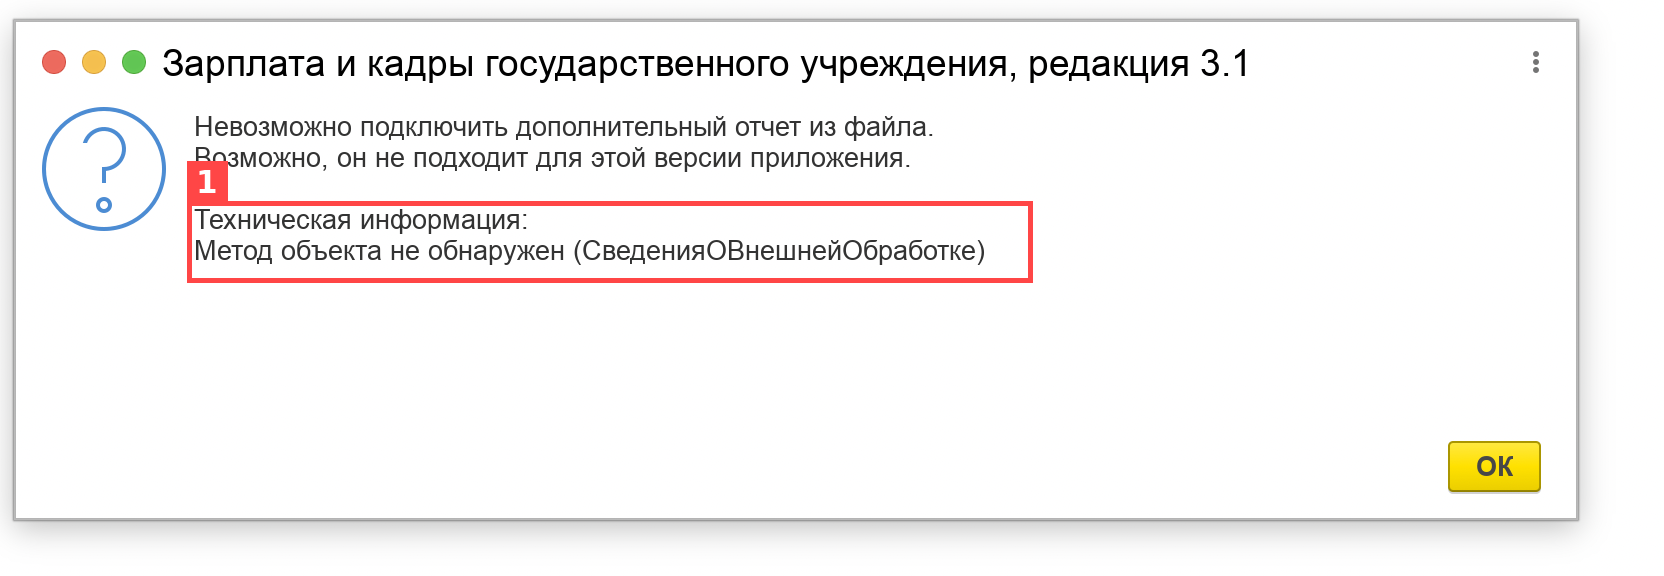 Зарплата и кадры государственного учреждения, редакция 3.1
Невозможно подключить дополнительный отчет из файла.
Возможно, он не подходит для этой версии приложения.
1
Техническая информация:
Метод объекта не обнаружен (СведенияОВнешнейОбработке)
ОК